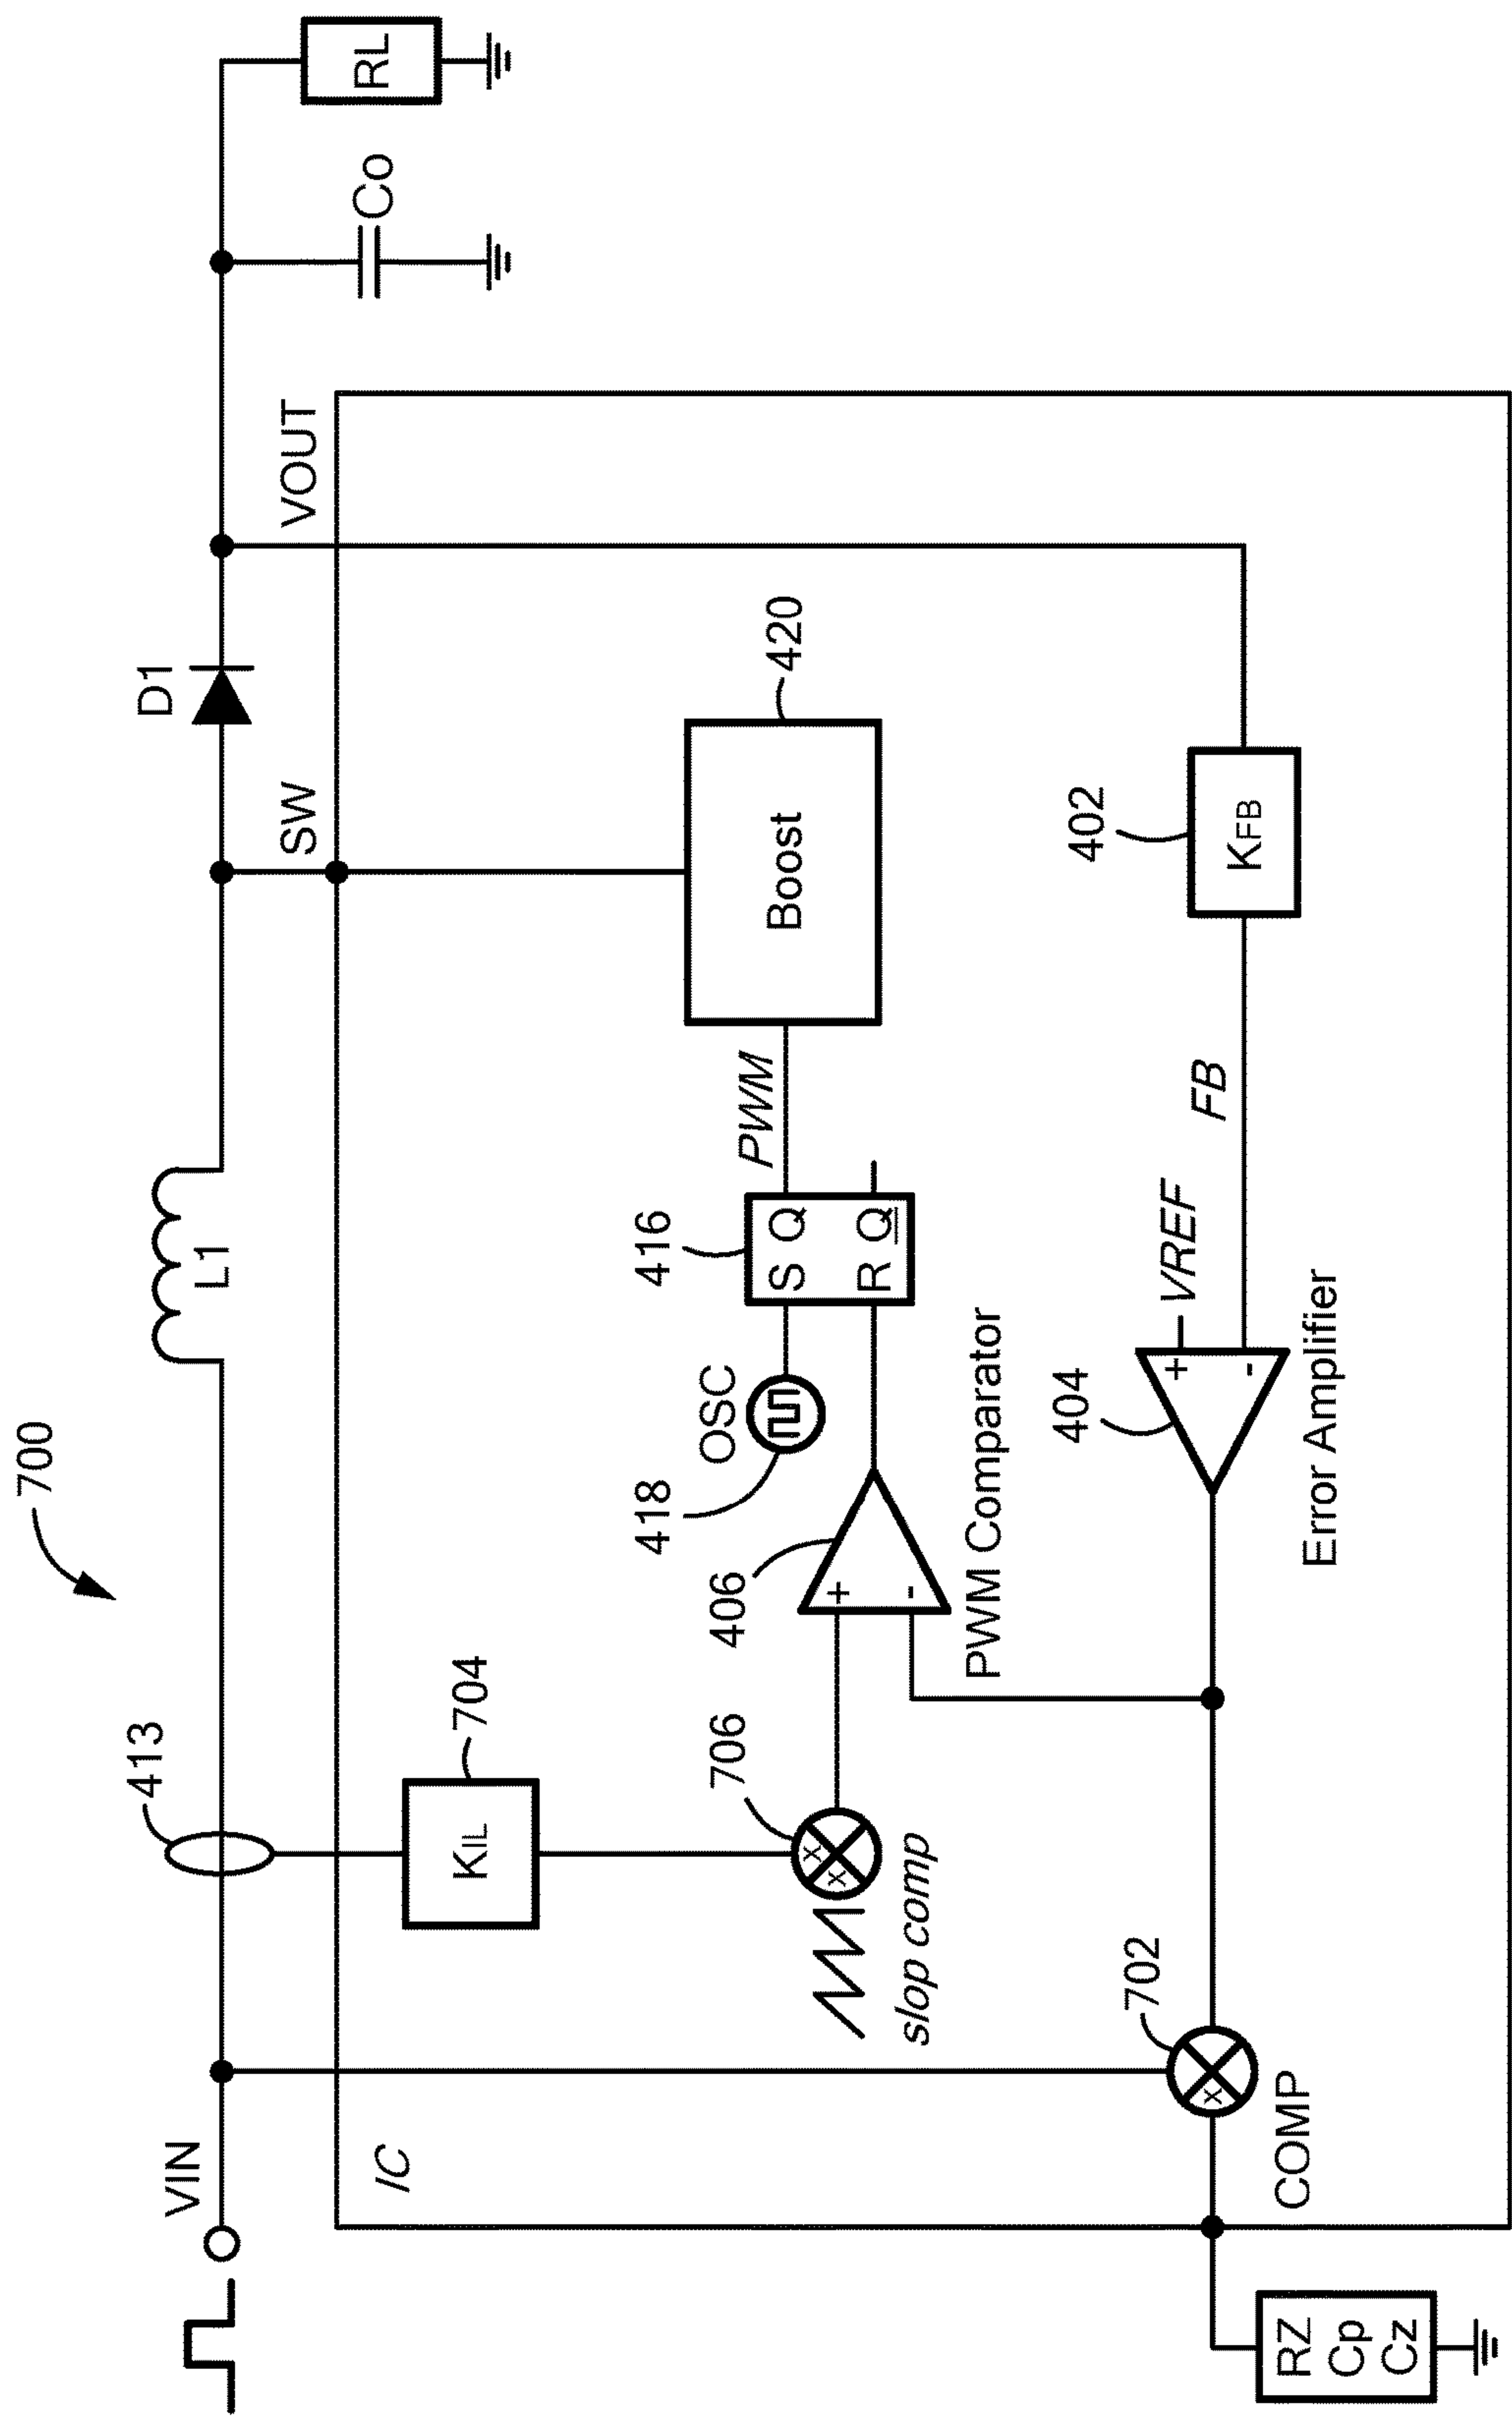 700
VIN
413
L1
D1
SW
VOUT
Co
RL
IC
KIL
704
706
x
x
slop comp
406
+
-
PWM Comparator
418
OSC
416
S Q
R Q
PWM
Boost
420
402
KFB
FB
VREF
+
-
404
Error Amplifier
702
x
COMP
RZ
Cp
Cz